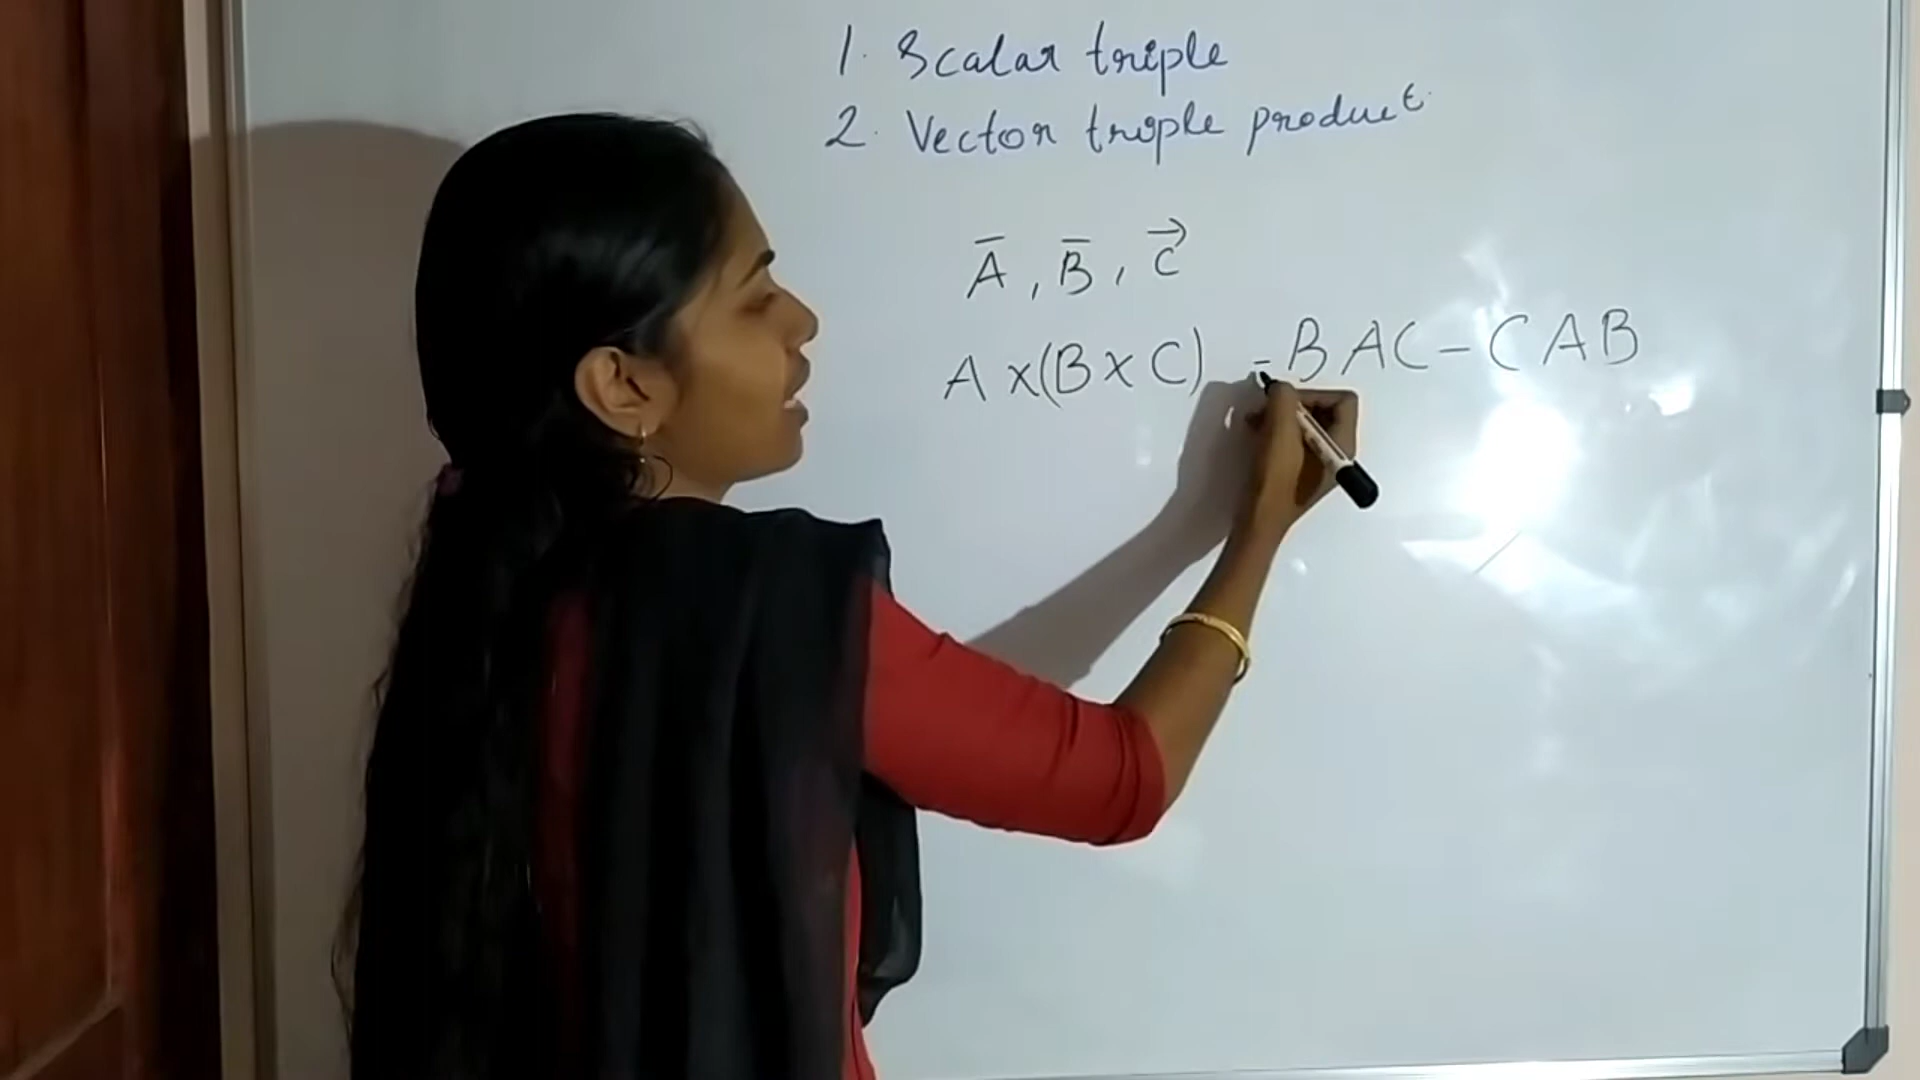 1. Scalar triple
2. Vector triple product
A̅, B̅, C⃗
A x (B x C) = BAC - CAB